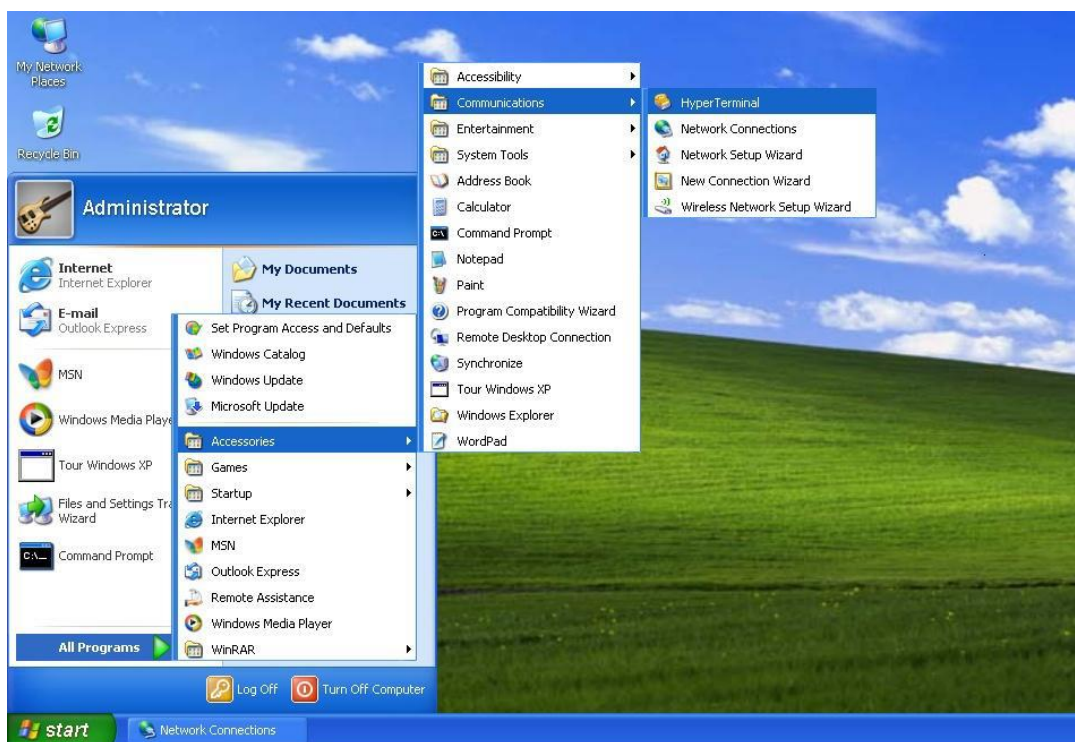 My Network
Places
Recycle Bin
Administrator
Internet
Internet Explorer
E-mail
Outlook Express
MSN
Windows Media Playe
Tour Windows XP
Files and Settings Tra
Wizard
C:\
Command Prompt
All Programs
My Documents
My Recent Documents
Set Program Access and Defaults
Windows Catalog
Windows Update
Microsoft Update
Accessories
Games
Startup
Internet Explorer
MSN
Outlook Express
Remote Assistance
Windows Media Player
WinRAR
Accessibility
Communications
Entertainment
System Tools
Address Book
Calculator
C:\
Command Prompt
Notepad
Paint
Program Compatibility Wizard
Remote Desktop Connection
Synchronize
Tour Windows XP
Windows Explorer
WordPad
HyperTerminal
Network Connections
Network Setup Wizard
New Connection Wizard
Wireless Network Setup Wizard
Log Off
Turn Off Computer
start
Network Connections